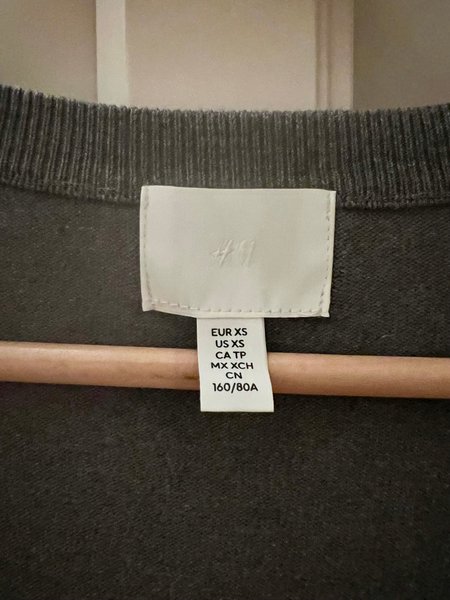 H&M
EUR XS
US XS
CA TP
MX XCH
CN
160/80A